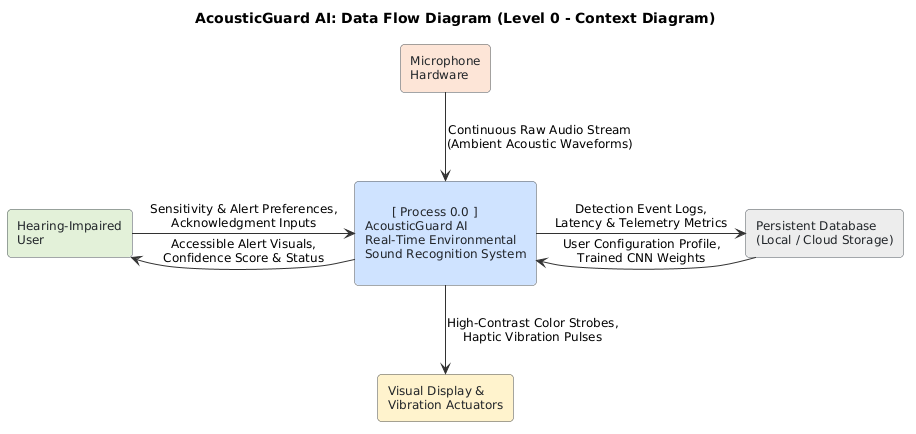 AcousticGuard AI: Data Flow Diagram (Level 0 - Context Diagram)
Microphone
Hardware
Continuous Raw Audio Stream
(Ambient Acoustic Waveforms)
Hearing-Impaired
User
Sensitivity & Alert Preferences,
Acknowledgment Inputs
Accessible Alert Visuals,
Confidence Score & Status
[ Process 0.0 ]
AcousticGuard AI
Real-Time Environmental
Sound Recognition System
Detection Event Logs,
Latency & Telemetry Metrics
User Configuration Profile,
Trained CNN Weights
Persistent Database
(Local / Cloud Storage)
High-Contrast Color Strobes,
Haptic Vibration Pulses
Visual Display &
Vibration Actuators